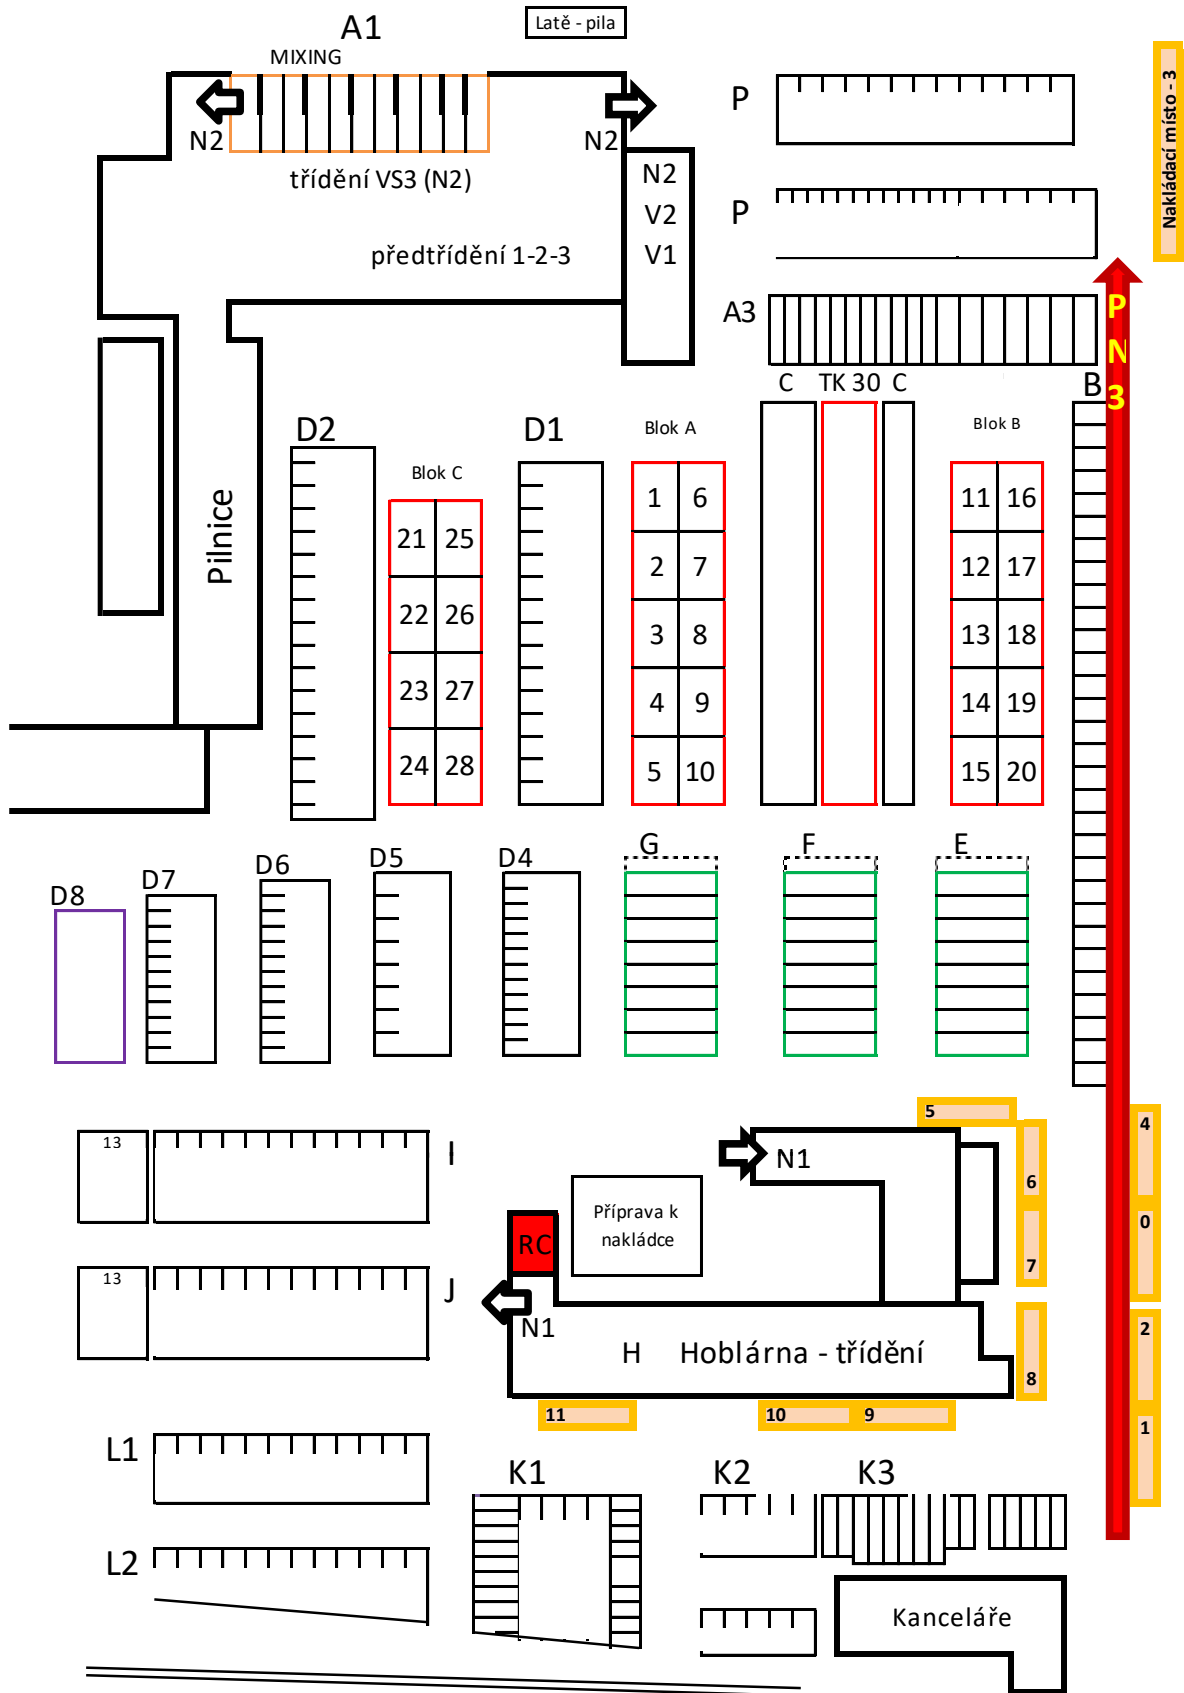 Latě - pila
A1
MIXING
N2
N2
třídění VS3 (N2)
předtřídění 1-2-3
N2
V2
V1
P
P
A3
Nakládací místo - 3
P
N
3
C
TK 30
C
B
D2
Blok C
D1
Blok A
Blok B
Pilnice
21 25
22 26
23 27
24 28
1 6
2 7
3 8
4 9
5 10
11 16
12 17
13 18
14 19
15 20
D8
D7
D6
D5
D4
G
F
E
13
I
13
J
N1
Příprava k
nakládce
RC
N1
H Hoblárna - třídění
5
6
7
8
4
0
2
1
11
10
9
L1
L2
K1
K2
K3
Kanceláře